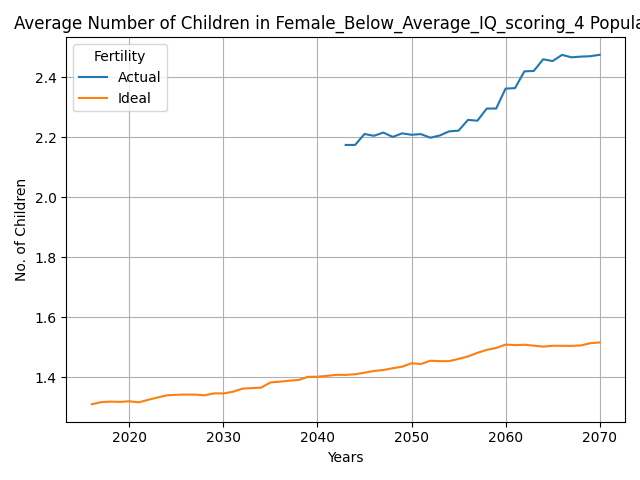 Average Number of Children in Female_Below_Average_IQ_scoring_4 Popula
Fertility
Actual
Ideal
No. of Children
2.4
2.2
2.0
1.8
1.6
1.4
2020 2030 2040 2050 2060 2070
Years